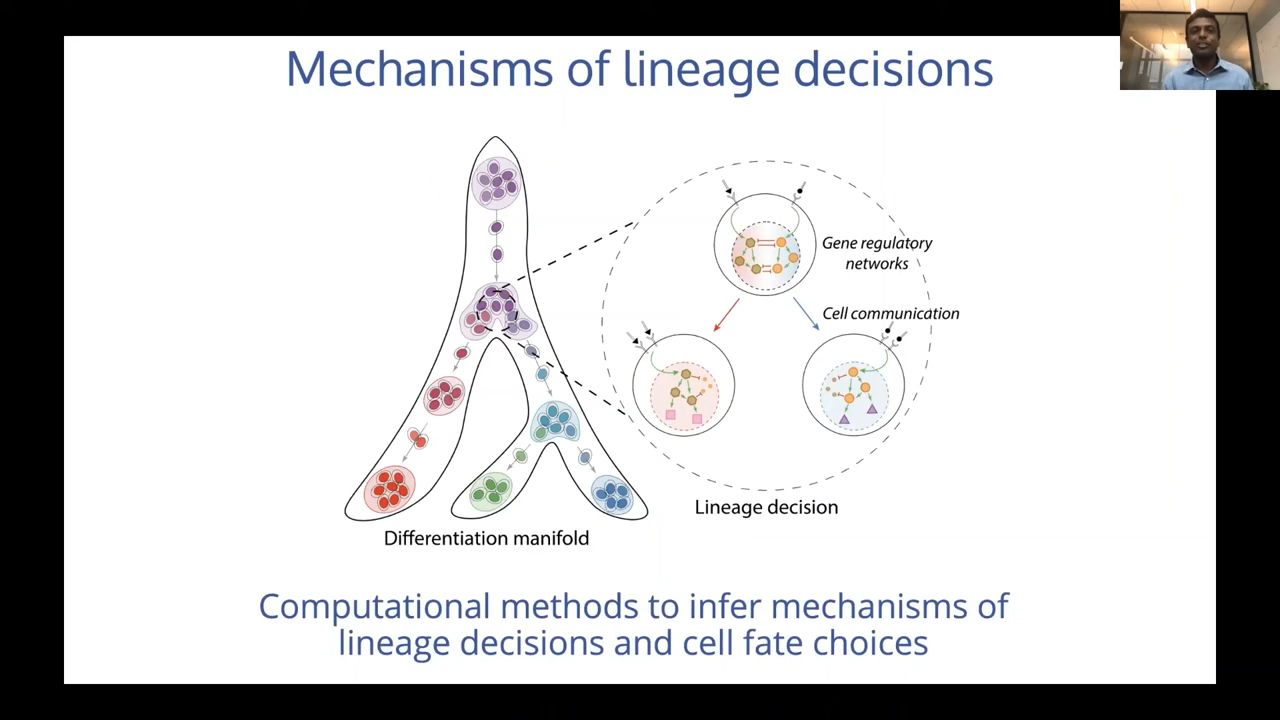 Mechanisms of lineage decisions
Gene regulatory
networks
Cell communication
Lineage decision
Differentiation manifold
Computational methods to infer mechanisms of
lineage decisions and cell fate choices